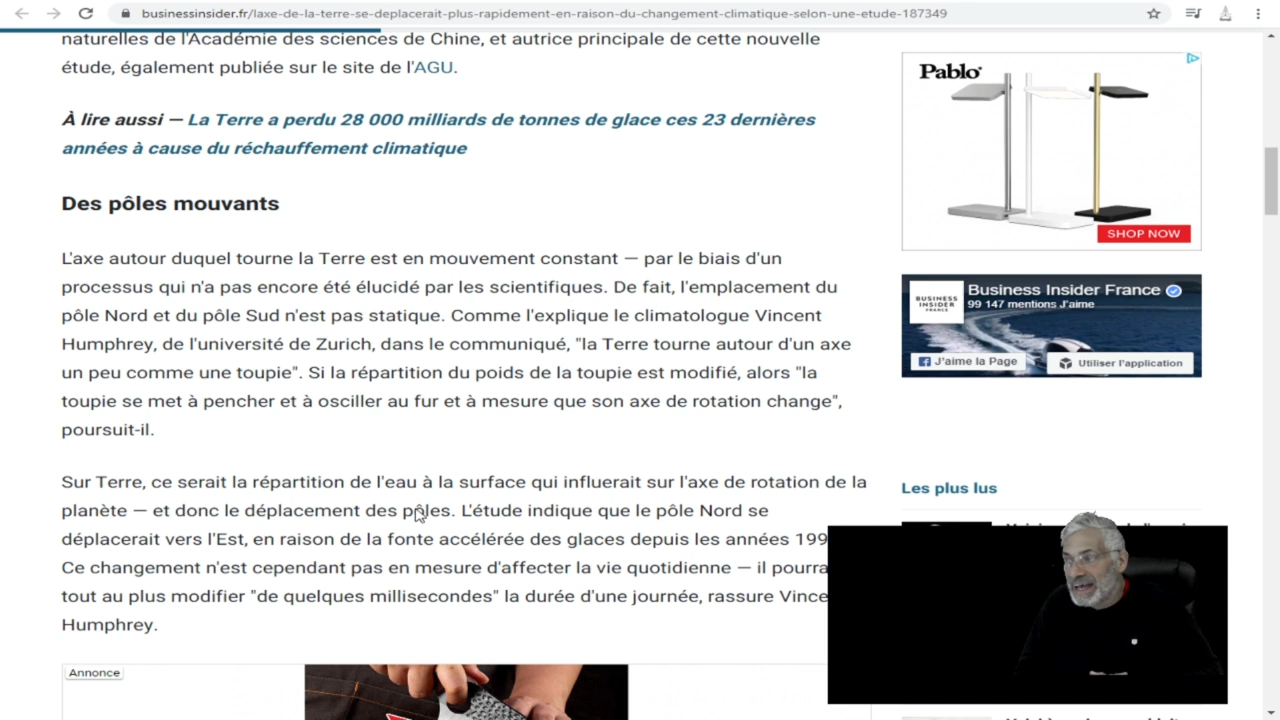 businessinsider.fr/laxe-de-la-terre-se-deplacerait-plus-rapidement-en-raison-du-changement-climatique-selon-une-etude-187349
naturelles de l'Académie des sciences de Chine, et autrice principale de cette nouvelle
étude, également publiée sur le site de l'AGU.
À lire aussi — La Terre a perdu 28 000 milliards de tonnes de glace ces 23 dernières
années à cause du réchauffement climatique
Des pôles mouvants
L'axe autour duquel tourne la Terre est en mouvement constant — par le biais d'un
processus qui n'a pas encore été élucidé par les scientifiques. De fait, l'emplacement du
pôle Nord et du pôle Sud n'est pas statique. Comme l'explique le climatologue Vincent
Humphrey, de l'université de Zurich, dans le communiqué, "la Terre tourne autour d'un axe
un peu comme une toupie". Si la répartition du poids de la toupie est modifié, alors "la
toupie se met à pencher et à osciller au fur et à mesure que son axe de rotation change",
poursuit-il.
Sur Terre, ce serait la répartition de l'eau à la surface qui influerait sur l'axe de rotation de la
planète — et donc le déplacement des pôles. L'étude indique que le pôle Nord se
déplacerait vers l'Est, en raison de la fonte accélérée des glaces depuis les années 199
Ce changement n'est cependant pas en mesure d'affecter la vie quotidienne — il pourra
tout au plus modifier "de quelques millisecondes" la durée d'une journée, rassure Vince
Humphrey.
Annonce
Pablo
SHOP NOW
BUSINESS
INSIDER
FRANCE
Business Insider France
99 147 mentions J'aime
J'aime la Page
Utiliser l'application
Les plus lus